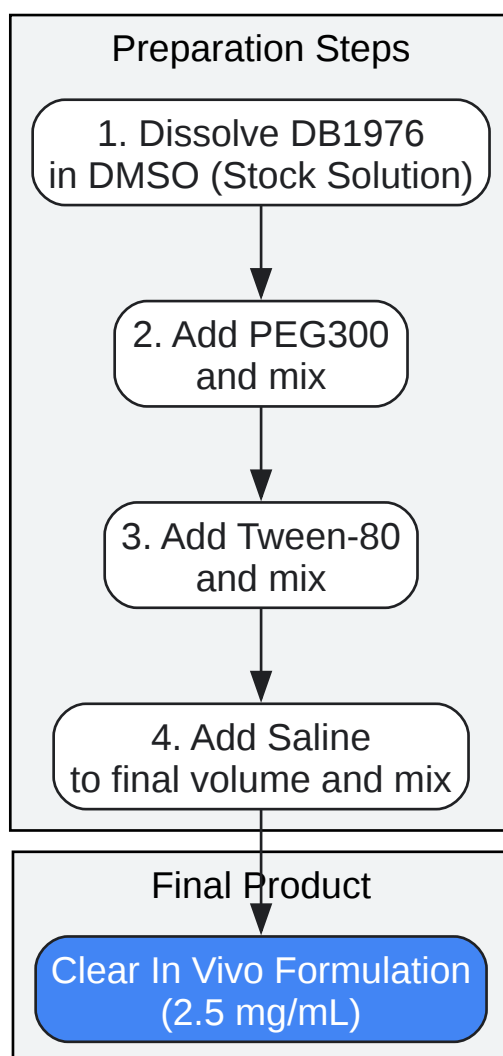 Preparation Steps
1. Dissolve DB1976
in DMSO (Stock Solution)
2. Add PEG300
and mix
3. Add Tween-80
and mix
4. Add Saline
to final volume and mix
Final Product
Clear In Vivo Formulation
(2.5 mg/mL)